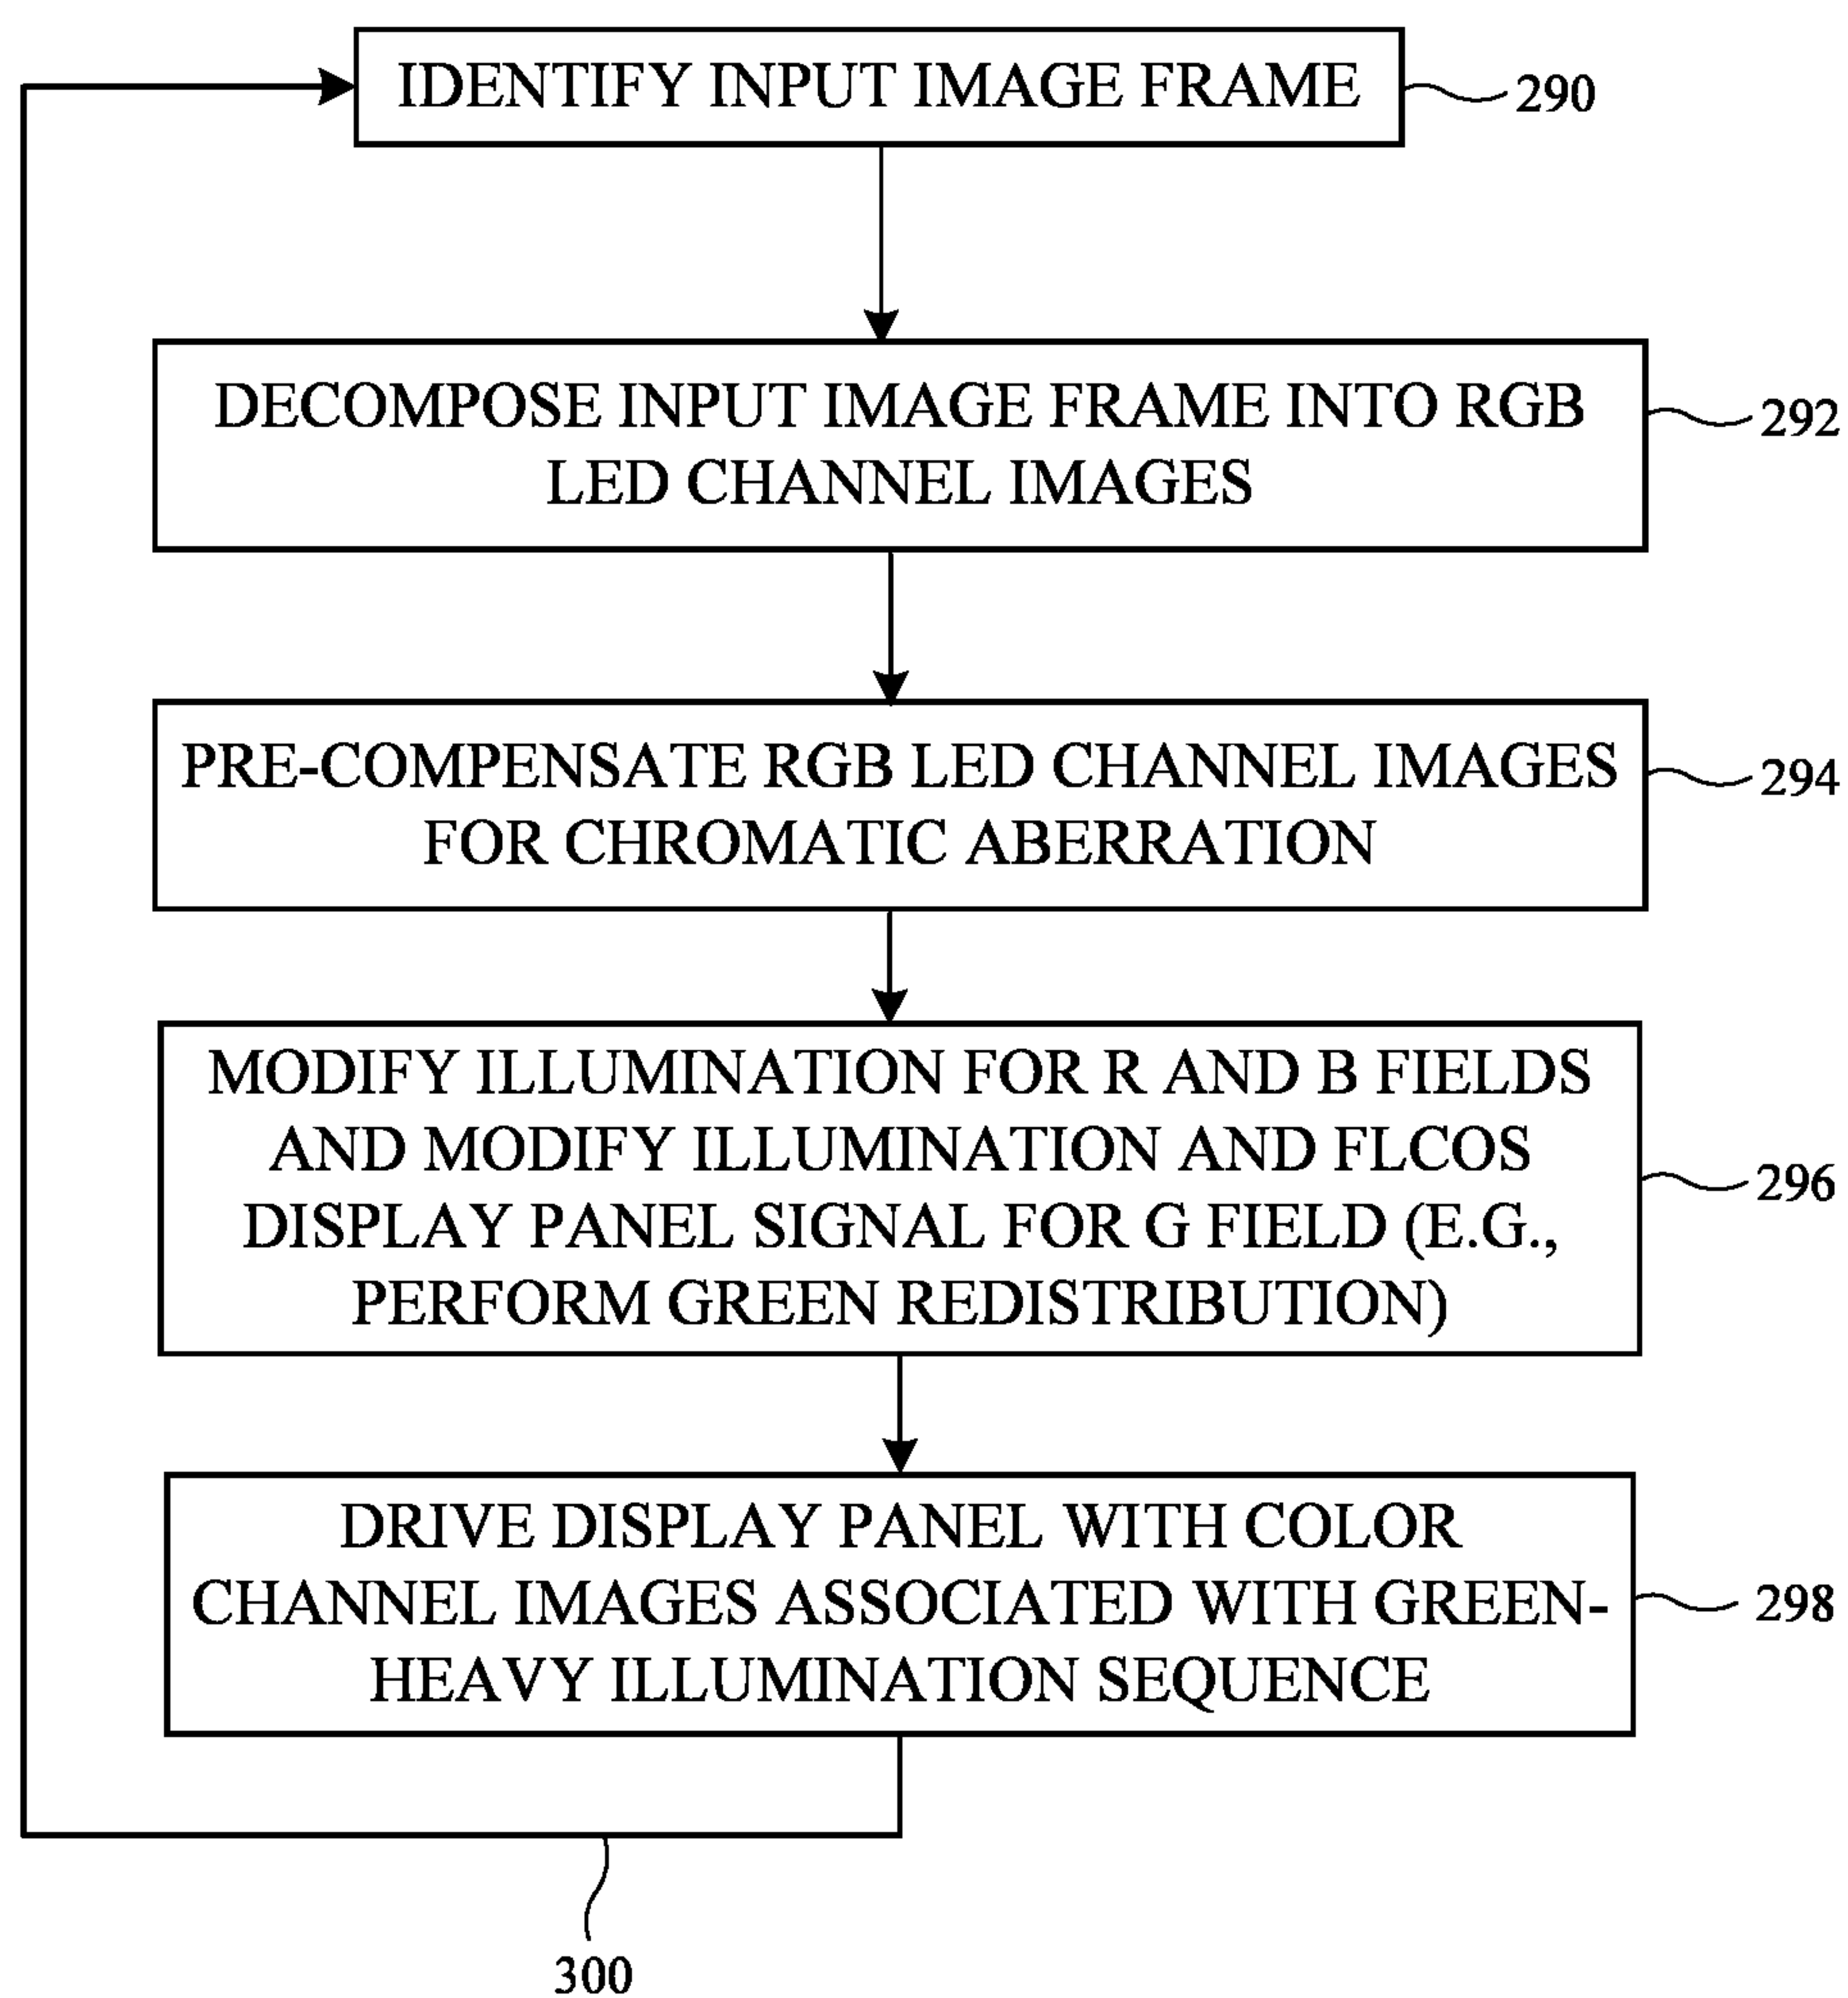 IDENTIFY INPUT IMAGE FRAME
290
DECOMPOSE INPUT IMAGE FRAME INTO RGB
LED CHANNEL IMAGES
292
PRE-COMPENSATE RGB LED CHANNEL IMAGES
FOR CHROMATIC ABERRATION
294
MODIFY ILLUMINATION FOR R AND B FIELDS
AND MODIFY ILLUMINATION AND FLCOS
DISPLAY PANEL SIGNAL FOR G FIELD (E.G.,
PERFORM GREEN REDISTRIBUTION)
296
DRIVE DISPLAY PANEL WITH COLOR
CHANNEL IMAGES ASSOCIATED WITH GREEN-
HEAVY ILLUMINATION SEQUENCE
298
300